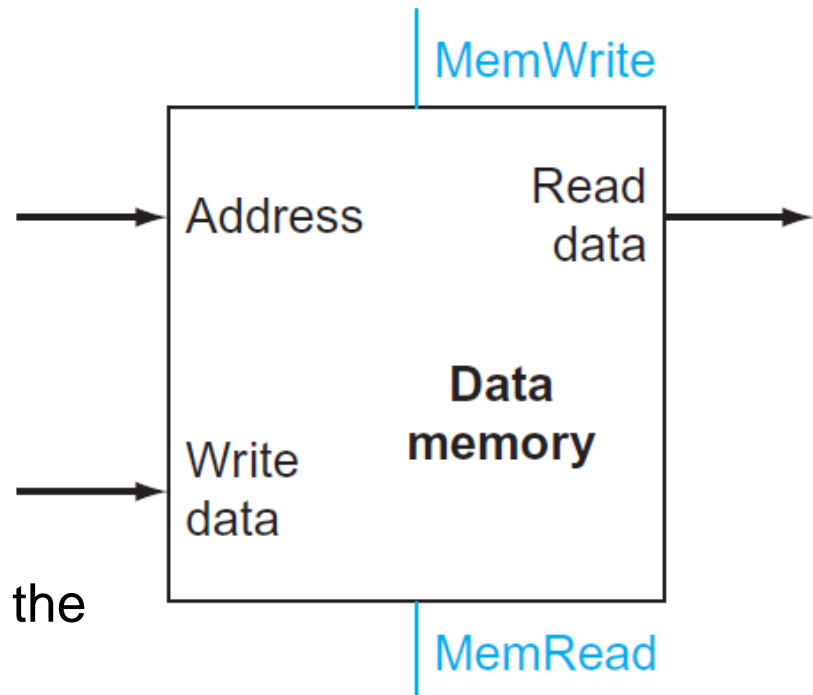 MemWrite
Address
Read
data
Data
memory
Write
data
the
MemRead